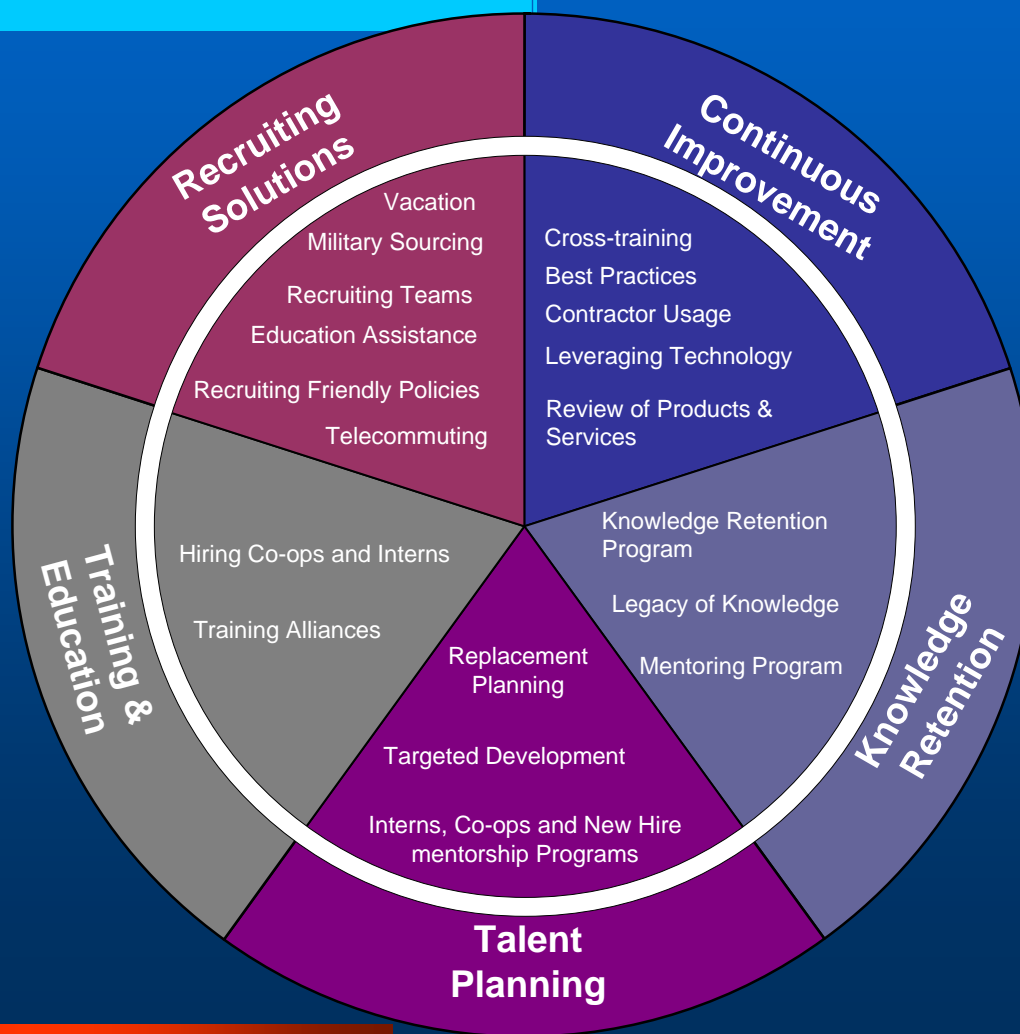 Recruiting
Solutions
Vacation
Military Sourcing
Recruiting Teams
Education Assistance
Recruiting Friendly Policies
Telecommuting
Continuous
Improvement
Cross-training
Best Practices
Contractor Usage
Leveraging Technology
Review of Products &
Services
Knowledge
Retention
Knowledge Retention
Program
Legacy of Knowledge
Mentoring Program
Talent
Planning
Replacement
Planning
Targeted Development
Interns, Co-ops and New Hire
mentorship Programs
Training &
Education
Hiring Co-ops and Interns
Training Alliances